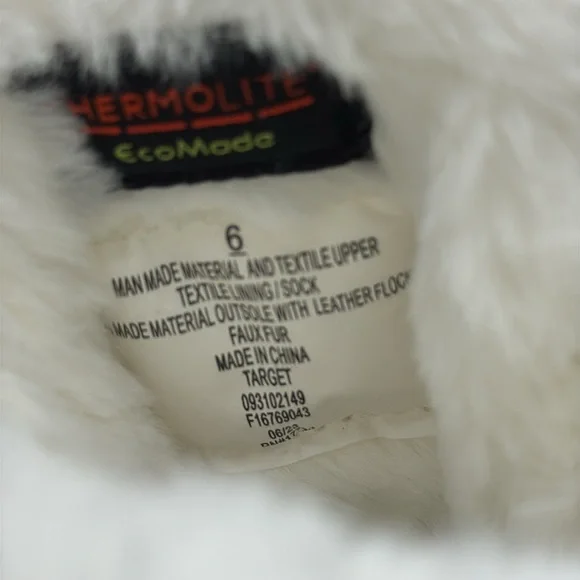 HERMOLITE
EcoMade
6
MAN MADE MATERIAL AND TEXTILE UPPER
TEXTILE LINING / SOCK
MADE MATERIAL OUTSOLE WITH LEATHER FLOCK
FAUX FUR
MADE IN CHINA
TARGET
093102149
F16769043
06/23